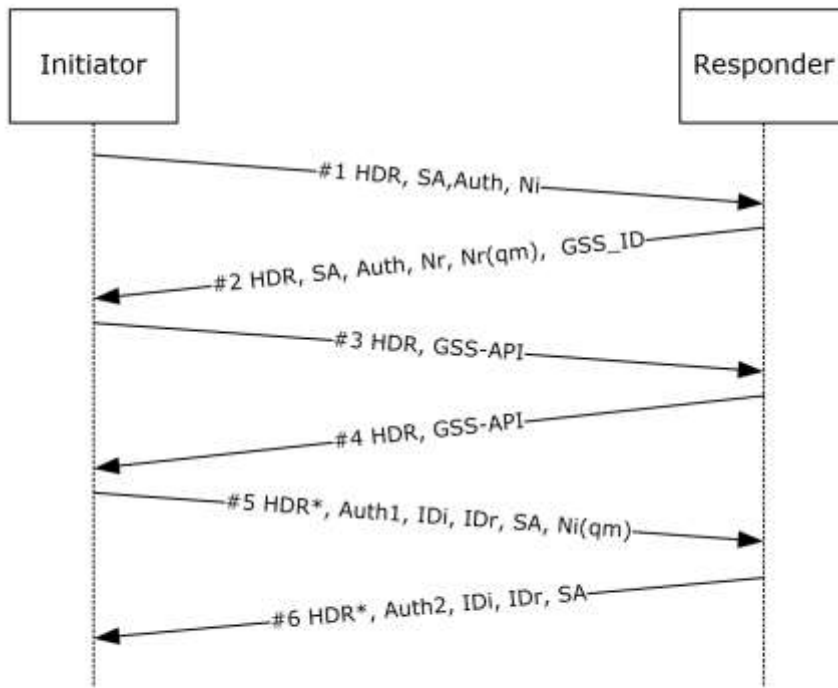 Initiator
Responder
#1 HDR, SA,Auth, Ni
#2 HDR, SA, Auth, Nr, Nr(qm), GSS_ID
#3 HDR, GSS-API
#4 HDR, GSS-API
#5 HDR*, Auth1, IDi, IDr, SA, Ni(qm)
#6 HDR*, Auth2, IDi, IDr, SA